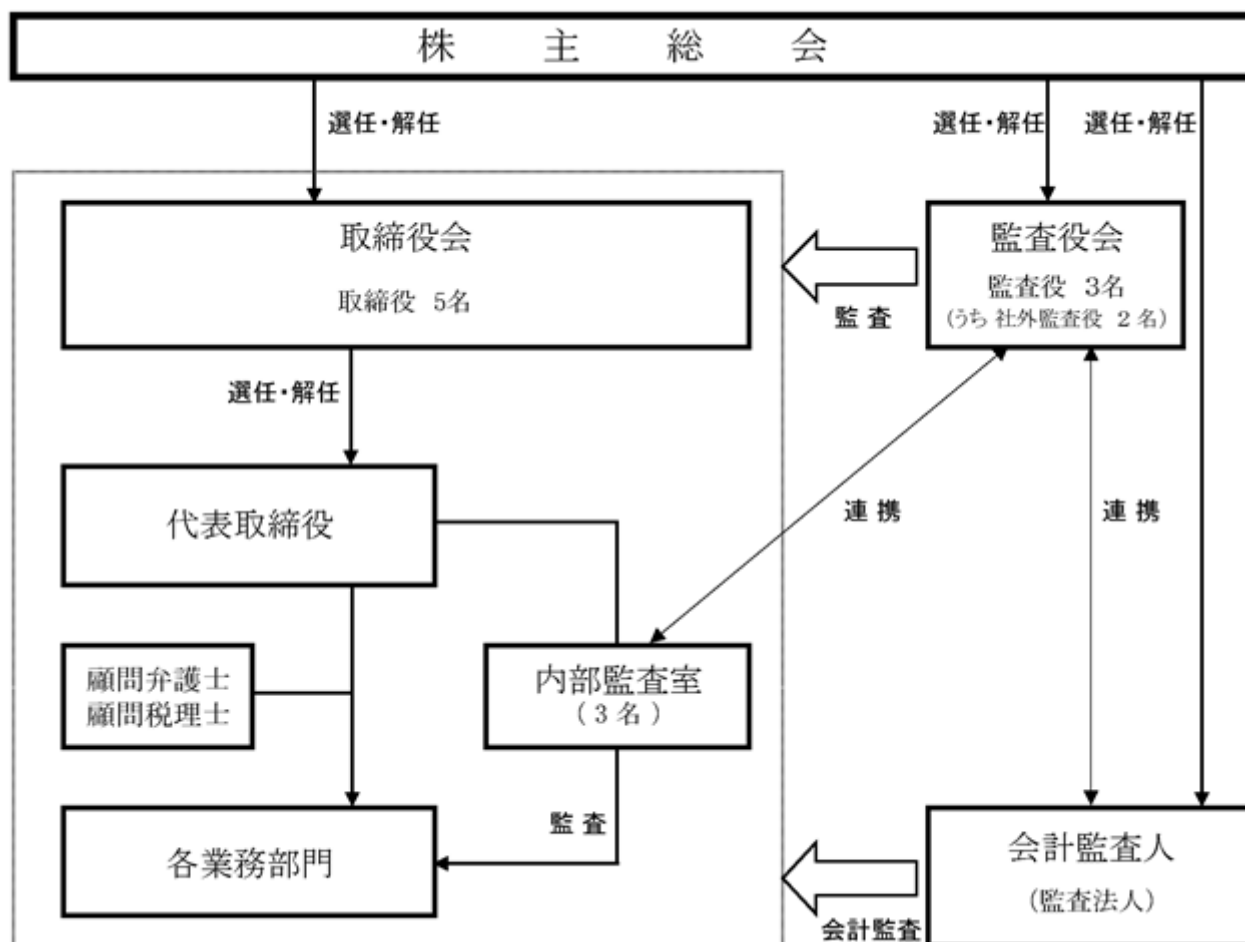 株主総会
選任・解任
選任・解任
選任・解任
取締役会
取締役 5名
監査役会
監査役 3名
(うち 社外監査役 2 名)
監 査
選任・解任
代表取締役
連 携
連 携
顧問弁護士
顧問税理士
内部監査室
( 3 名 )
監 査
各業務部門
会計監査人
(監査法人)
会計監査